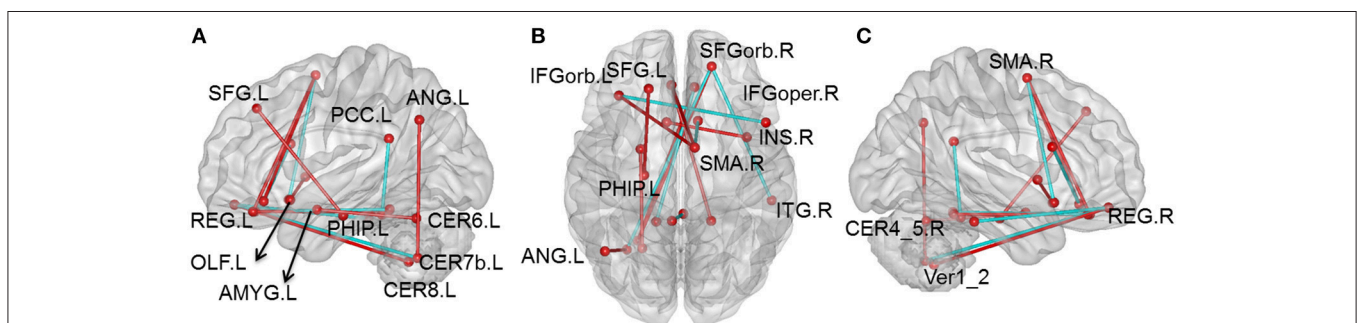 A
SFG.L
ANG.L
PCC.L
REG.L
PHIP.L
CER6.L
OLF.L
CER7b.L
AMYG.L
CER8.L
B
SFGorb.R
IFGorb.L
SFG.L
IFGoper.R
INS.R
SMA.R
PHIP.L
ITG.R
ANG.L
C
SMA.R
CER4_5.R
REG.R
Ver1_2